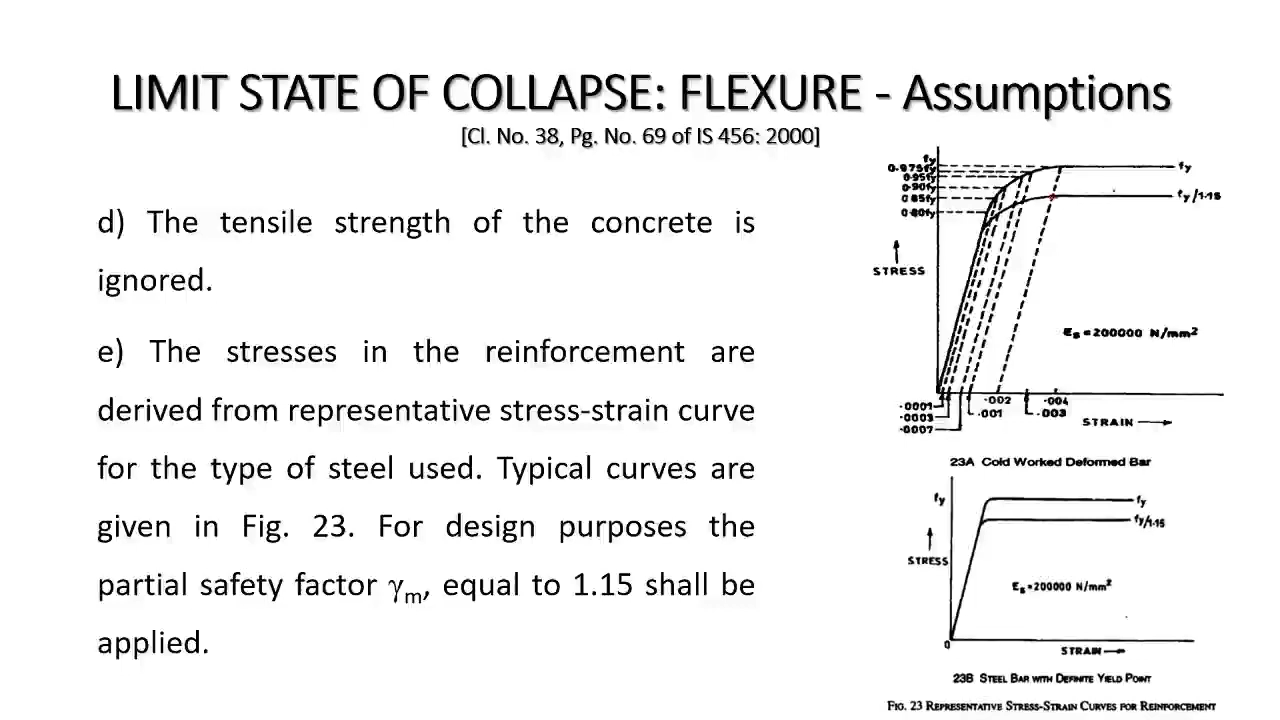 LIMIT STATE OF COLLAPSE: FLEXURE - Assumptions
[Cl. No. 38, Pg. No. 69 of IS 456: 2000]
d) The tensile strength of the concrete is
ignored.
e) The stresses in the reinforcement are
derived from representative stress-strain curve
for the type of steel used. Typical curves are
given in Fig. 23. For design purposes the
partial safety factor γm, equal to 1.15 shall be
applied.
fy
0.975fy
0.95fy
0.90fy
0.85fy
0.80fy
fy
fy/1.15
STRESS
Es=200000 N/mm2
.0001
.0003
.0007
.001
.002
.003
.004
STRAIN
23A Cold Worked Deformed Bar
fy
fy
fy/1.15
STRESS
Es=200000 N/mm2
0
STRAIN
23B STEEL BAR WITH DEFINITE YIELD POINT
FIG. 23 REPRESENTATIVE STRESS-STRAIN CURVES FOR REINFORCEMENT